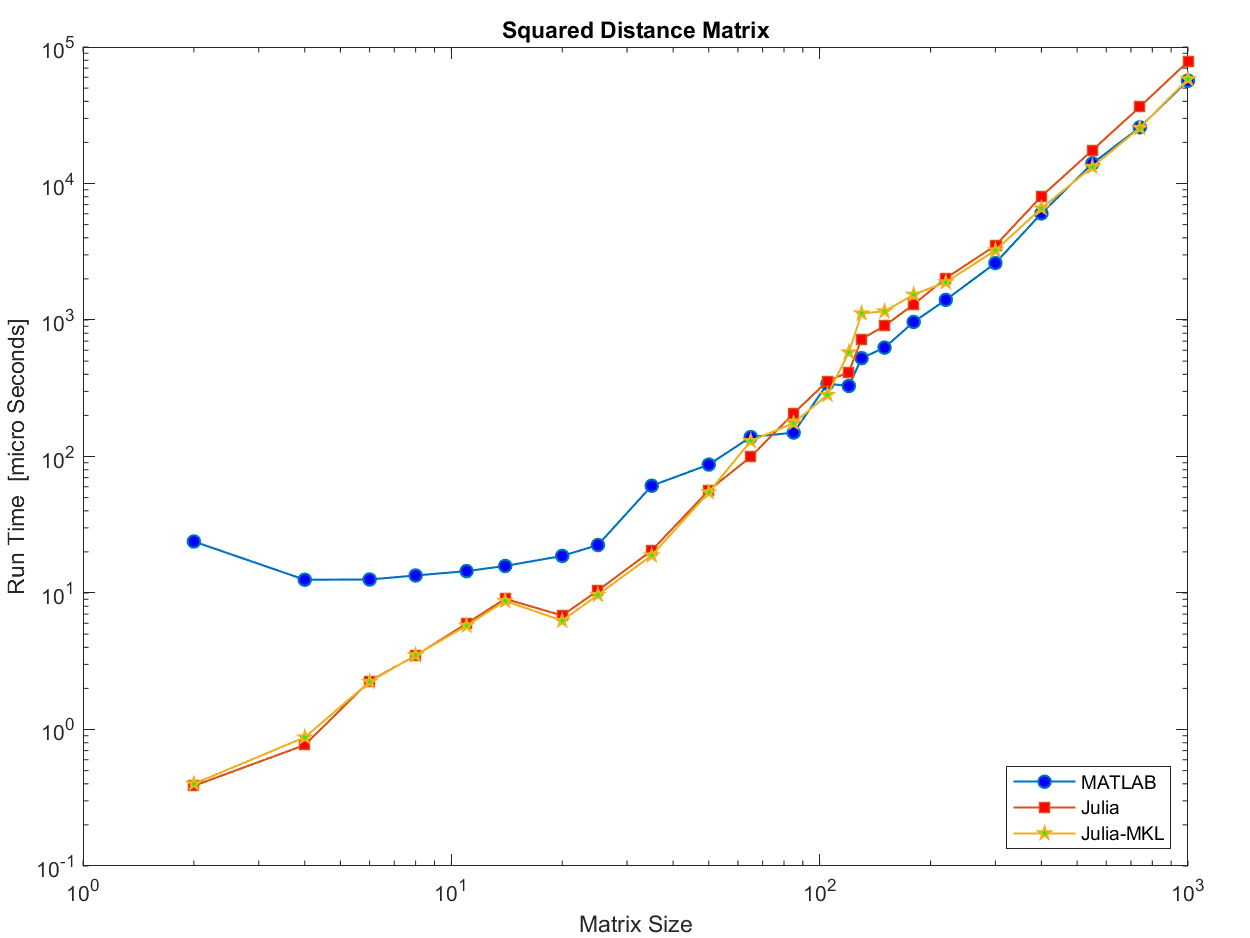 Squared Distance Matrix
10^5
10^4
10^3
10^2
10^1
10^0
10^-1
Run Time [micro Seconds]
10^0 10^1 10^2 10^3
Matrix Size
MATLAB
Julia
Julia-MKL